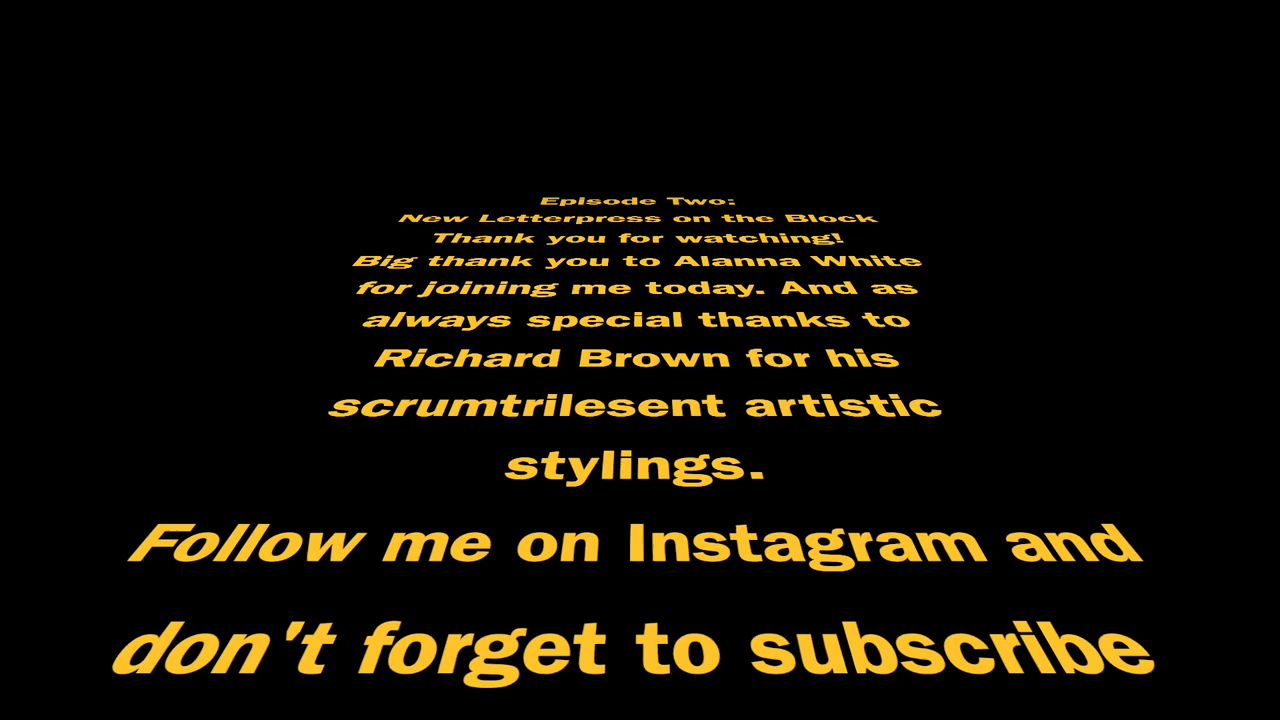 Episode Two:
New Letterpress on the Block
Thank you for watching!
Big thank you to Alanna White
for joining me today. And as
always special thanks to
Richard Brown for his
scrumtrilesent artistic
stylings.
Follow me on Instagram and
don't forget to subscribe